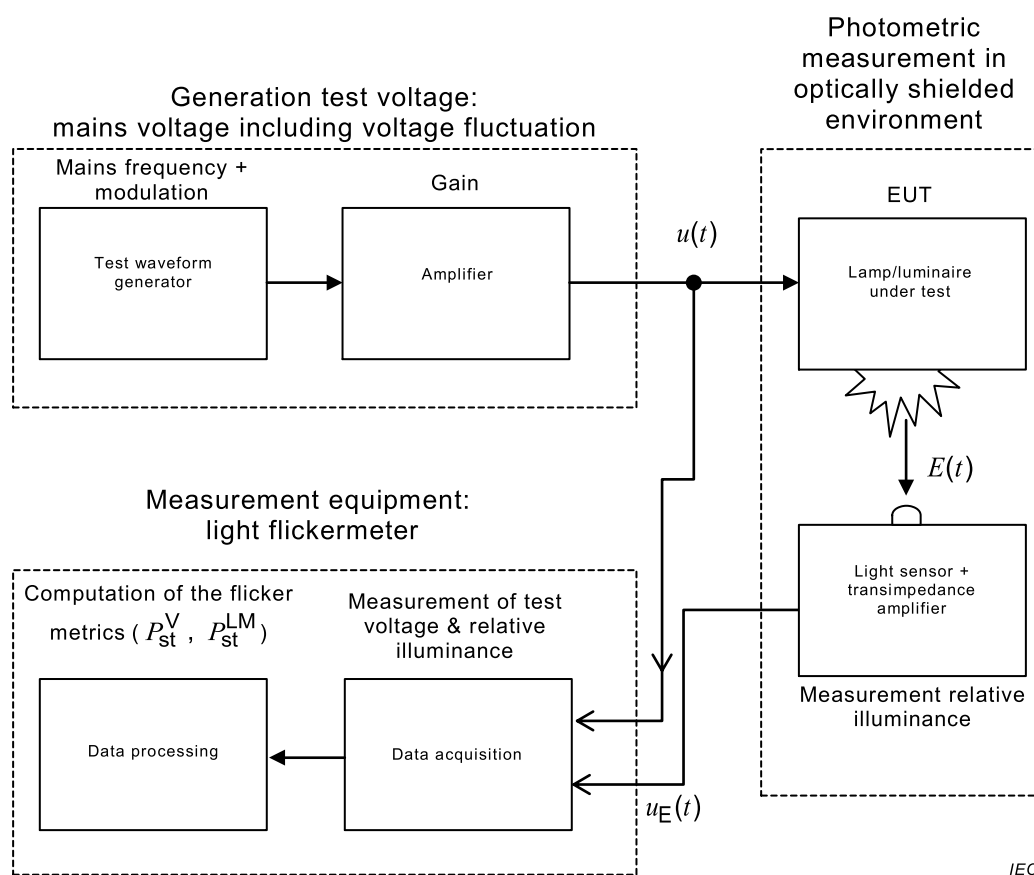 Photometric
measurement in
optically shielded
environment
Generation test voltage:
mains voltage including voltage fluctuation
Mains frequency +
modulation
Gain
EUT
u(t)
Test waveform
generator
Amplifier
Lamp/luminaire
under test
E(t)
Measurement equipment:
light flickermeter
Computation of the flicker
metrics ( P_st^V , P_st^LM )
Measurement of test
voltage & relative
illuminance
Light sensor +
transimpedance
amplifier
Measurement relative
illuminance
Data processing
Data acquisition
u_E(t)
IEC